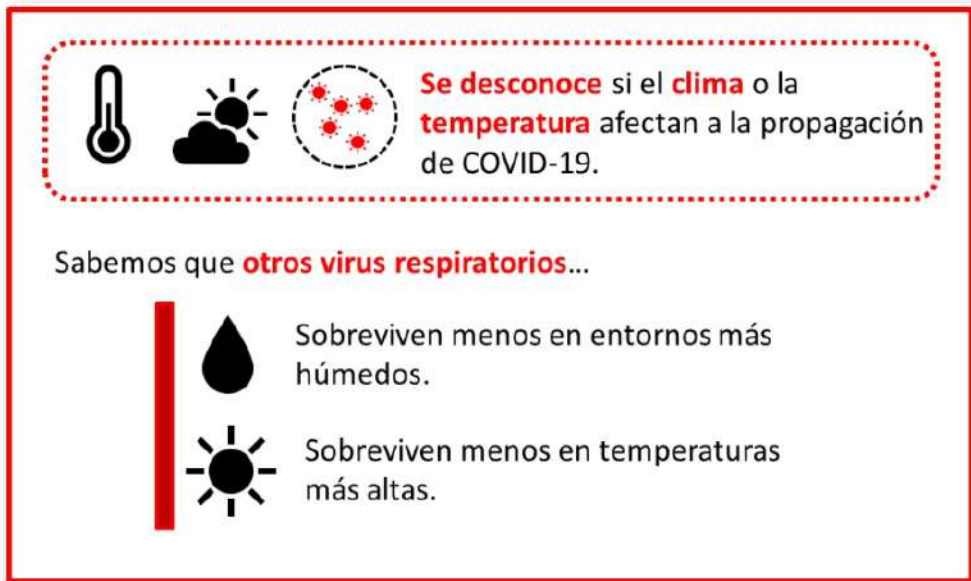 Se desconoce si el clima o la
temperatura afectan a la propagación
de COVID-19.
Sabemos que otros virus respiratorios...
Sobreviven menos en entornos más
húmedos.
Sobreviven menos en temperaturas
más altas.